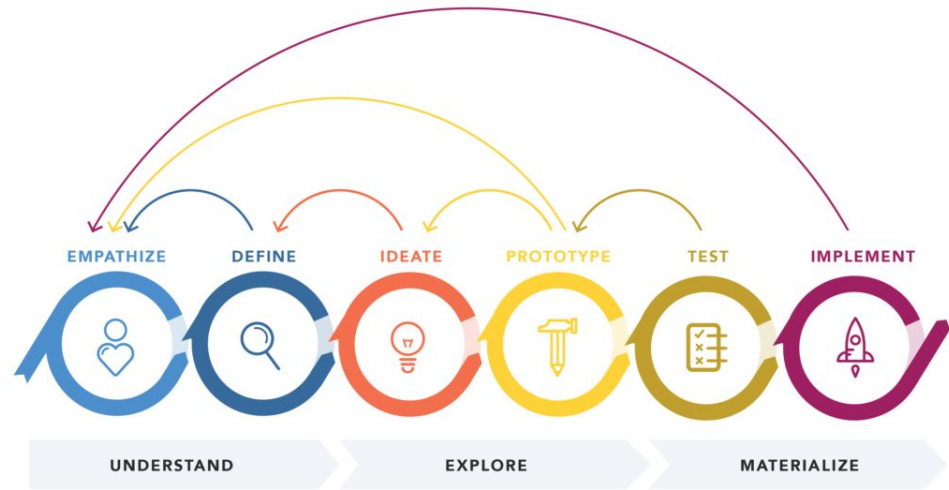 EMPATHIZE
DEFINE
IDEATE
PROTOTYPE
TEST
IMPLEMENT
UNDERSTAND
EXPLORE
MATERIALIZE